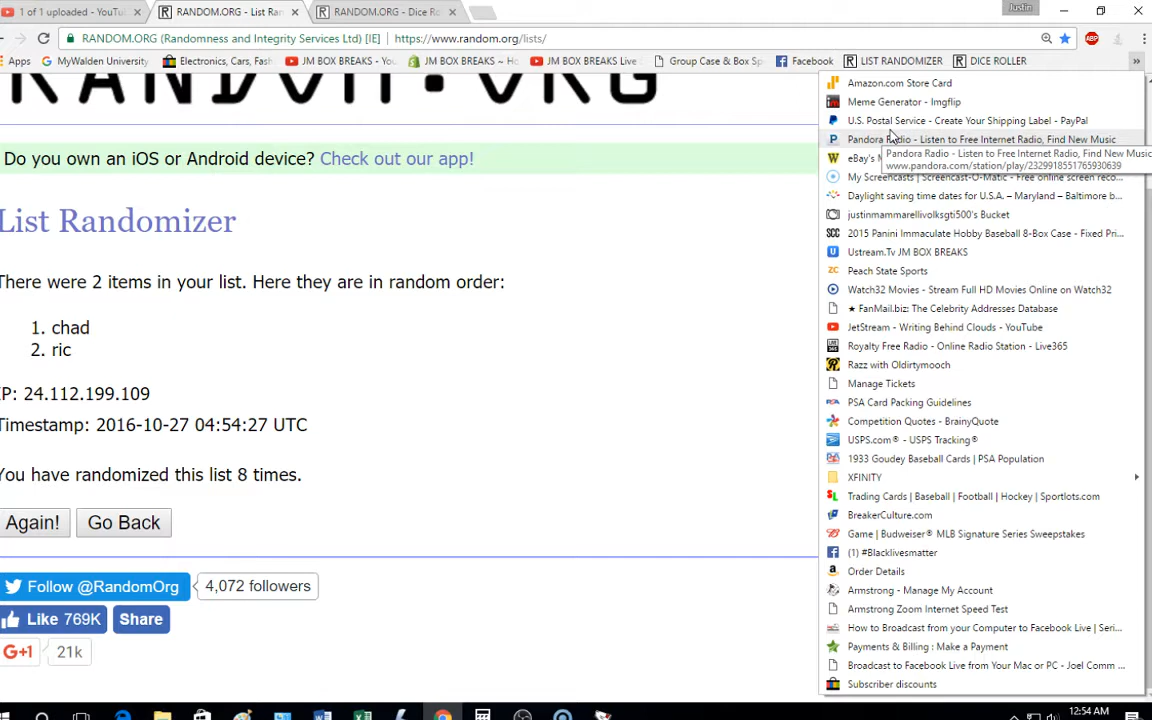 1 of 1 uploaded - YouTu
RANDOM.ORG - List Ran
RANDOM.ORG - Dice Ro
Justin
RANDOM.ORG (Randomness and Integrity Services Ltd) [IE]
https://www.random.org/lists/
ABP
Apps
MyWalden University
Electronics, Cars, Fash
JM BOX BREAKS - Yo
JM BOX BREAKS ~ Ho
JM BOX BREAKS Live
Group Case & Box Sp
Facebook
LIST RANDOMIZER
DICE ROLLER
RANDOM.ORG
Do you own an iOS or Android device? Check out our app!
List Randomizer
There were 2 items in your list. Here they are in random order:
1. chad
2. ric
IP: 24.112.199.109
Timestamp: 2016-10-27 04:54:27 UTC
You have randomized this list 8 times.
Again!
Go Back
Follow @RandomOrg
4,072 followers
Like 769K
Share
G+1
21k
Amazon.com Store Card
Meme Generator - Imgflip
U.S. Postal Service - Create Your Shipping Label - PayPal
Pandora Radio - Listen to Free Internet Radio, Find New Music
Pandora Radio - Listen to Free Internet Radio, Find New Music
www.pandora.com/station/play/2329918551765930639
eBay's M
My Screencasts | Screencast-O-Matic - Free online screen reco...
Daylight saving time dates for U.S.A. – Maryland – Baltimore b...
justinmammarellivolksgti500's Bucket
2015 Panini Immaculate Hobby Baseball 8-Box Case - Fixed Pri...
Ustream.Tv JM BOX BREAKS
Peach State Sports
Watch32 Movies - Stream Full HD Movies Online on Watch32
★ FanMail.biz: The Celebrity Addresses Database
JetStream - Writing Behind Clouds - YouTube
Royalty Free Radio - Online Radio Station - Live365
Razz with Oldirtymooch
Manage Tickets
PSA Card Packing Guidelines
Competition Quotes - BrainyQuote
USPS.com® - USPS Tracking®
1933 Goudey Baseball Cards | PSA Population
XFINITY
Trading Cards | Baseball | Football | Hockey | Sportlots.com
BreakerCulture.com
Game | Budweiser® MLB Signature Series Sweepstakes
(1) #Blacklivesmatter
Order Details
Armstrong - Manage My Account
Armstrong Zoom Internet Speed Test
How to Broadcast from your Computer to Facebook Live | Seri...
Payments & Billing : Make a Payment
Broadcast to Facebook Live from Your Mac or PC - Joel Comm ...
Subscriber discounts
12:54 AM